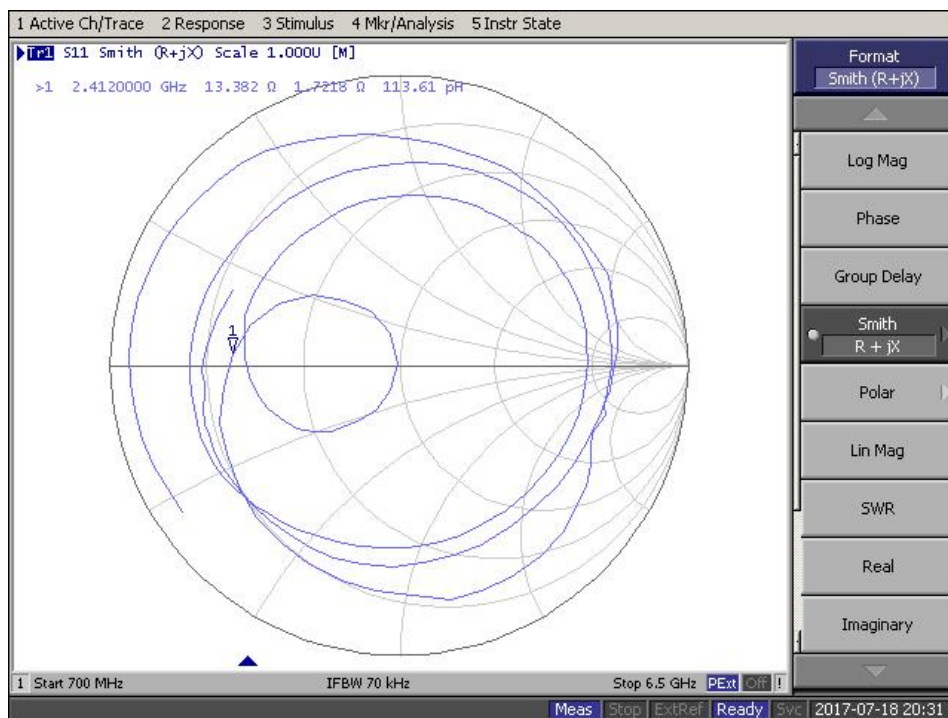 1 Active Ch/Trace 2 Response 3 Stimulus 4 Mkr/Analysis 5 Instr State
Tr1 S11 Smith (R+jX) Scale 1.000U [M]
>1 2.4120000 GHz 13.382 Ω 1.7218 Ω 113.61 pH
1
Format
Smith (R+jX)
Log Mag
Phase
Group Delay
Smith
R + jX
Polar
Lin Mag
SWR
Real
Imaginary
1 Start 700 MHz IFBW 70 kHz Stop 6.5 GHz PExt Off !
Meas Stop ExtRef Ready Svc 2017-07-18 20:31